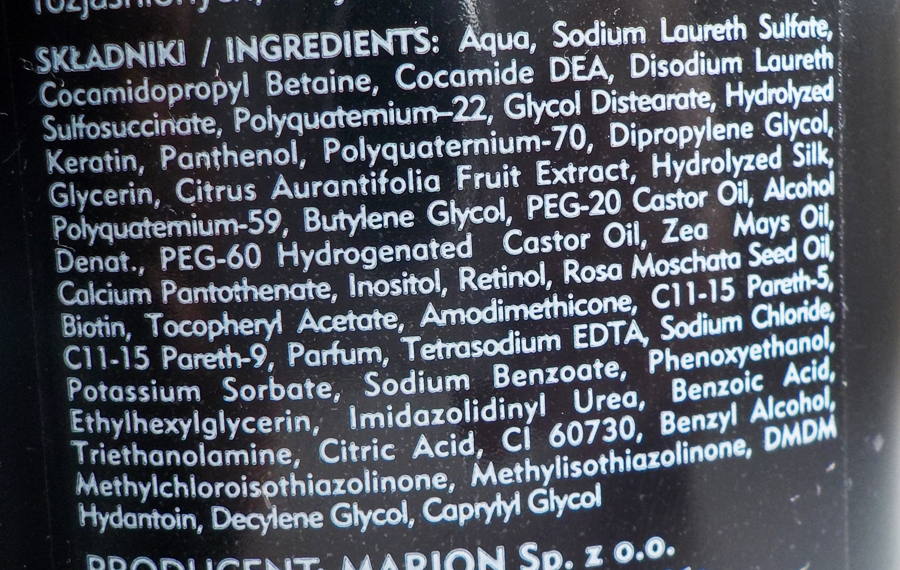 SKŁADNIKI / INGREDIENTS: Aqua, Sodium Laureth Sulfate,
Cocamidopropyl Betaine, Cocamide DEA, Disodium Laureth
Sulfosuccinate, Polyquaternium-22, Glycol Distearate, Hydrolyzed
Keratin, Panthenol, Polyquaternium-70, Dipropylene Glycol,
Glycerin, Citrus Aurantifolia Fruit Extract, Hydrolyzed Silk,
Polyquaternium-59, Butylene Glycol, PEG-20 Castor Oil, Alcohol
Denat., PEG-60 Hydrogenated Castor Oil, Zea Mays Oil,
Calcium Pantothenate, Inositol, Retinol, Rosa Moschata Seed Oil,
Biotin, Tocopheryl Acetate, Amodimethicone, C11-15 Pareth-5,
C11-15 Pareth-9, Parfum, Tetrasodium EDTA, Sodium Chloride,
Potassium Sorbate, Sodium Benzoate, Phenoxyethanol,
Ethylhexylglycerin, Imidazolidinyl Urea, Benzoic Acid,
Triethanolamine, Citric Acid, CI 60730, Benzyl Alcohol,
Methylchloroisothiazolinone, Methylisothiazolinone, DMDM
Hydantoin, Decylene Glycol, Caprylyl Glycol
PRODUCENT: MARION Sp. z o.o.